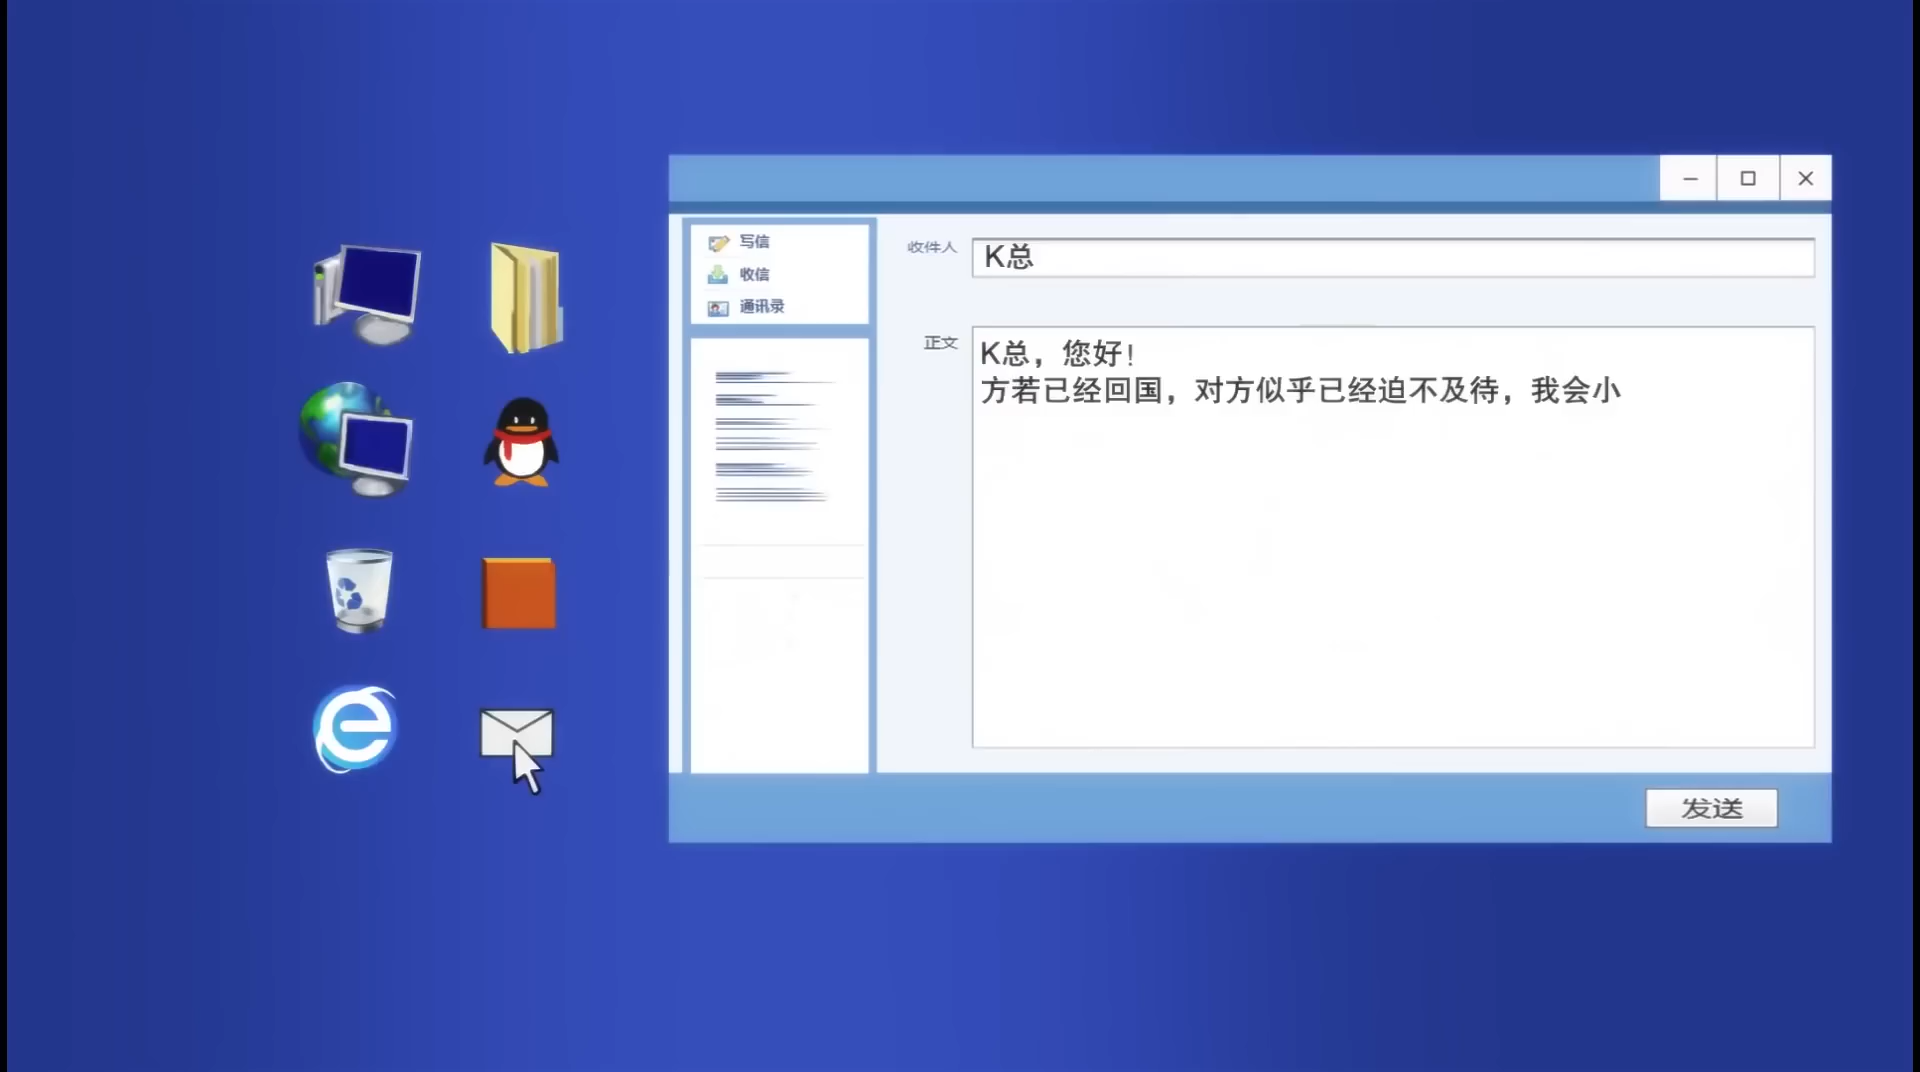 写信
收信
通讯录
收件人
K总
正文
K总，您好！
方若已经回国，对方似乎已经迫不及待，我会小
发送